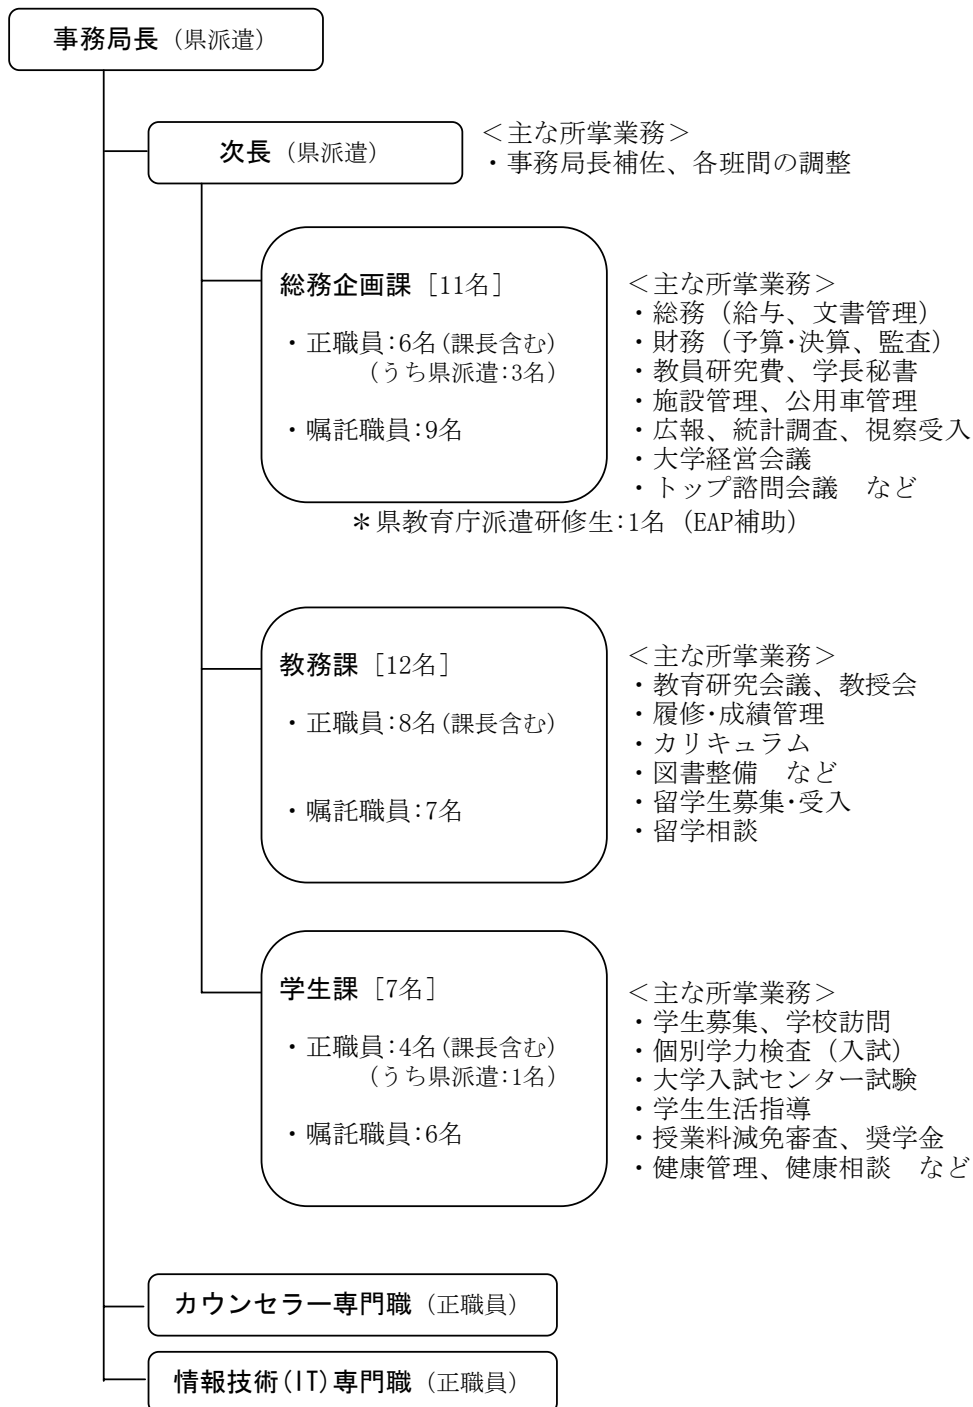 事務局長（県派遣）
次長（県派遣）
＜主な所掌業務＞
・事務局長補佐、各班間の調整
総務企画課［11名］
・正職員:6名(課長含む)
(うち県派遣:3名)
・嘱託職員:9名
＜主な所掌業務＞
・総務（給与、文書管理）
・財務（予算･決算、監査）
・教員研究費、学長秘書
・施設管理、公用車管理
・広報、統計調査、視察受入
・大学経営会議
・トップ諮問会議　など
＊県教育庁派遣研修生:1名（EAP補助）
教務課［12名］
・正職員:8名(課長含む)
・嘱託職員:7名
＜主な所掌業務＞
・教育研究会議、教授会
・履修･成績管理
・カリキュラム
・図書整備　など
・留学生募集･受入
・留学相談
学生課［7名］
・正職員:4名(課長含む)
(うち県派遣:1名)
・嘱託職員:6名
＜主な所掌業務＞
・学生募集、学校訪問
・個別学力検査（入試）
・大学入試センター試験
・学生生活指導
・授業料減免審査、奨学金
・健康管理、健康相談　など
カウンセラー専門職（正職員）
情報技術(IT)専門職（正職員）